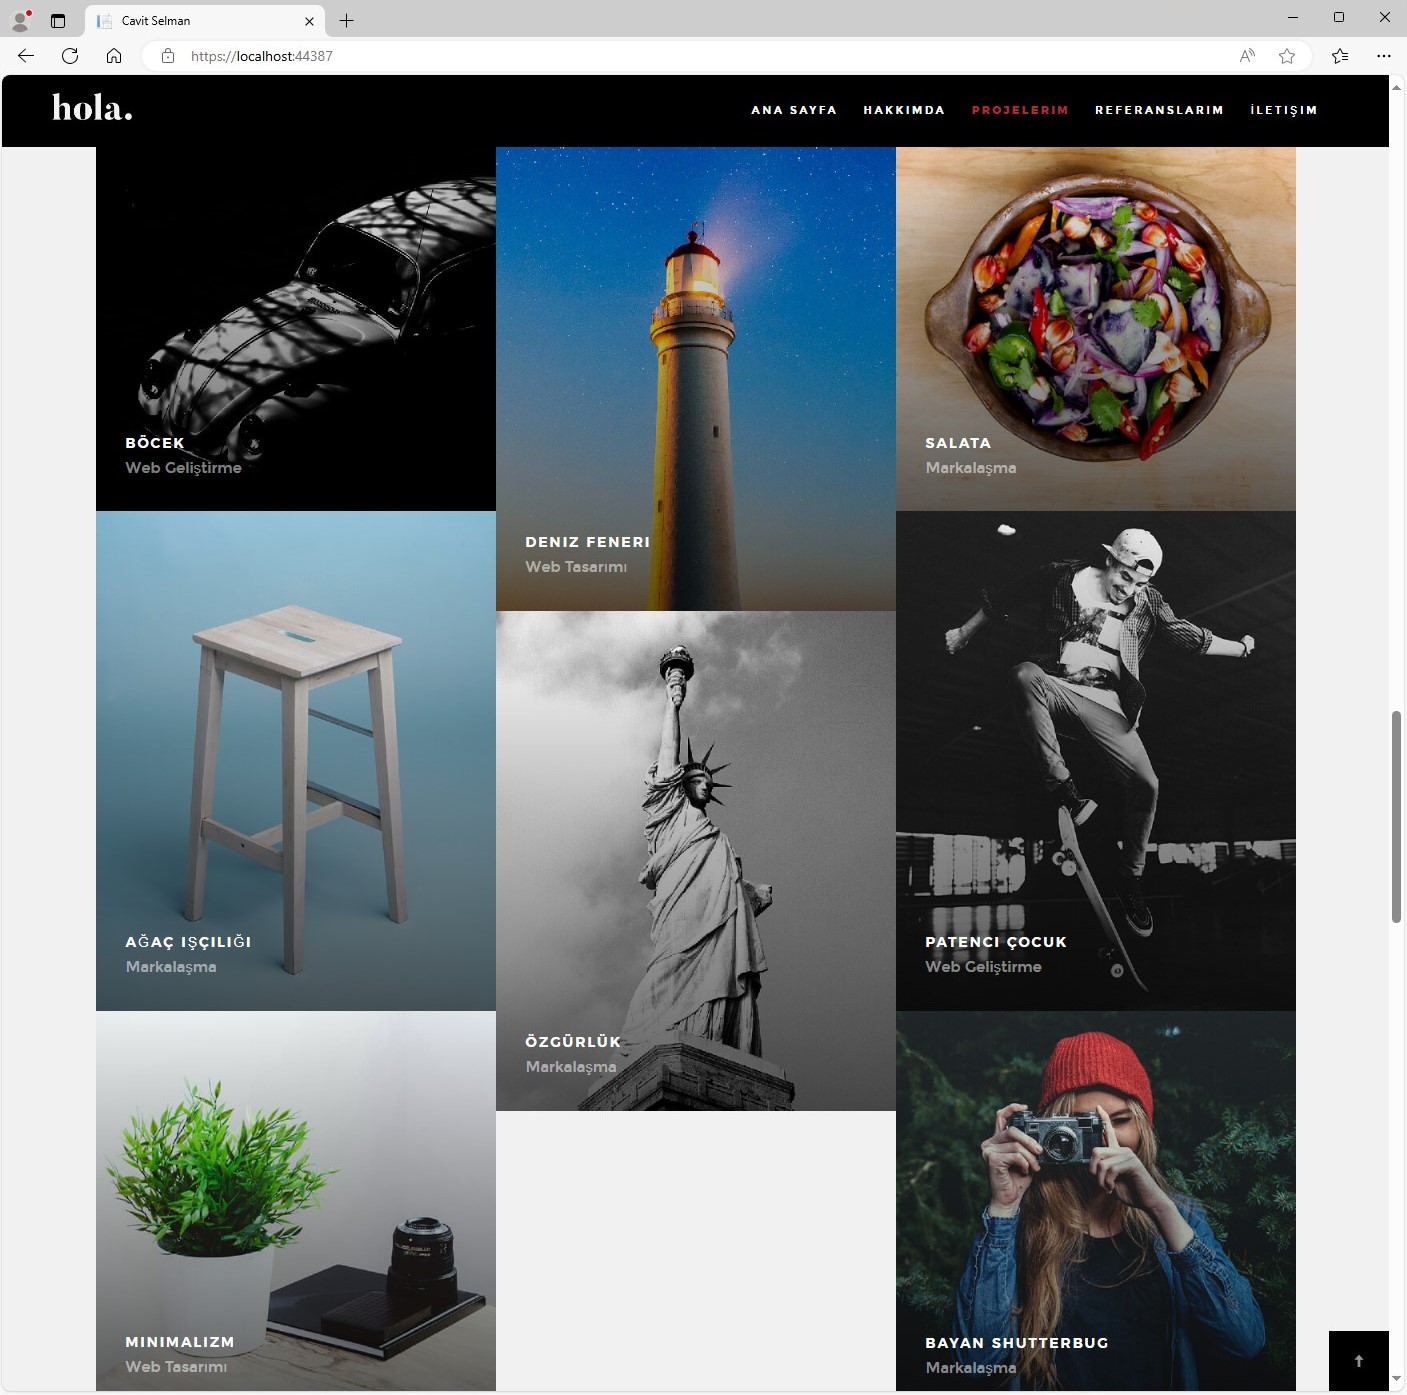 Cavit Selman
https://localhost:44387
hola.
ANA SAYFA HAKKIMDA PROJELERIM REFERANSLARIM İLETIŞIM
BÖCEK
Web Geliştirme
DENIZ FENERI
Web Tasarımı
SALATA
Markalaşma
AĞAÇ IŞÇILIĞI
Markalaşma
ÖZGÜRLÜK
Markalaşma
PATENCI ÇOCUK
Web Geliştirme
MINIMALIZM
Web Tasarımı
BAYAN SHUTTERBUG
Markalaşma